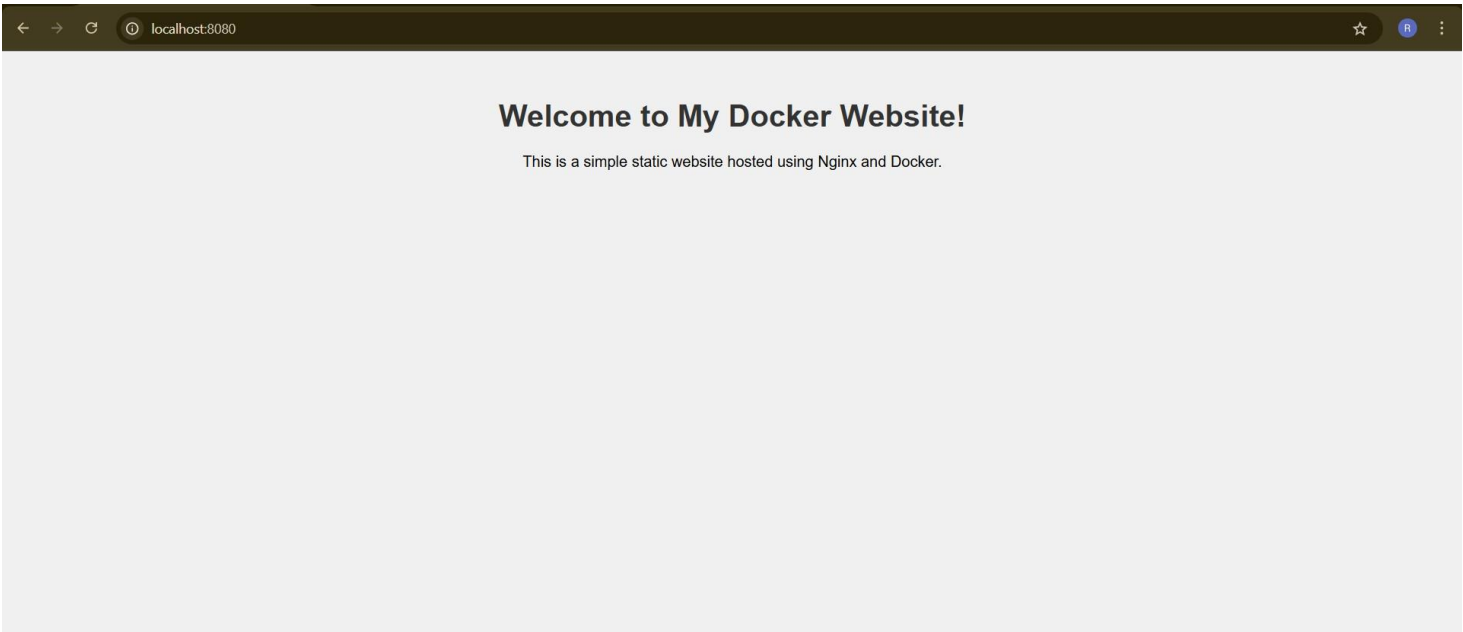 localhost:8080
R
Welcome to My Docker Website!
This is a simple static website hosted using Nginx and Docker.